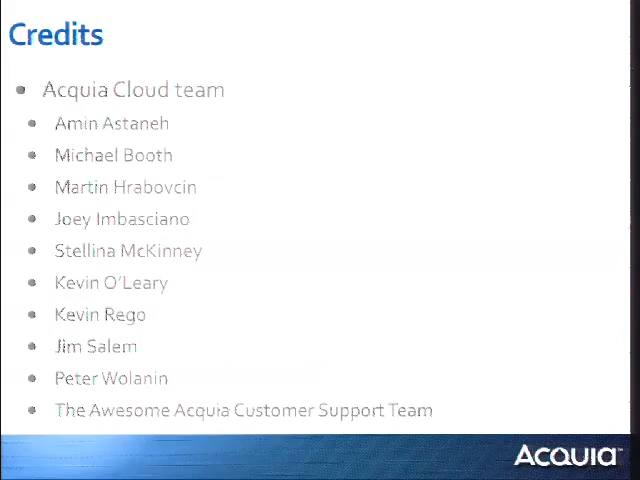 Credits
• Acquia Cloud team
• Amin Astaneh
• Michael Booth
• Martin Hrabovcin
• Joey Imbasciano
• Stellina McKinney
• Kevin O'Leary
• Kevin Rego
• Jim Salem
• Peter Wolanin
• The Awesome Acquia Customer Support Team
Acquia™